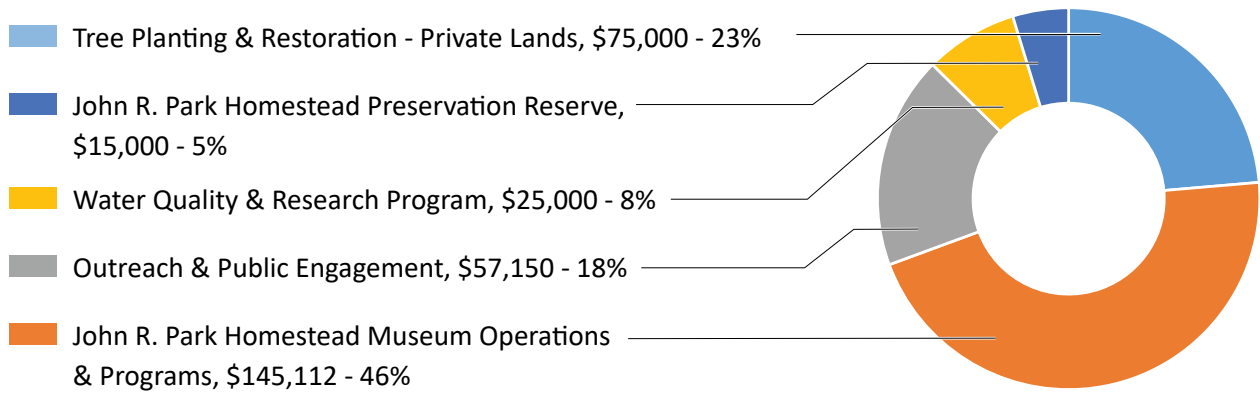 Tree Planting & Restoration - Private Lands, $75,000 - 23%
John R. Park Homestead Preservation Reserve,
$15,000 - 5%
Water Quality & Research Program, $25,000 - 8%
Outreach & Public Engagement, $57,150 - 18%
John R. Park Homestead Museum Operations
& Programs, $145,112 - 46%